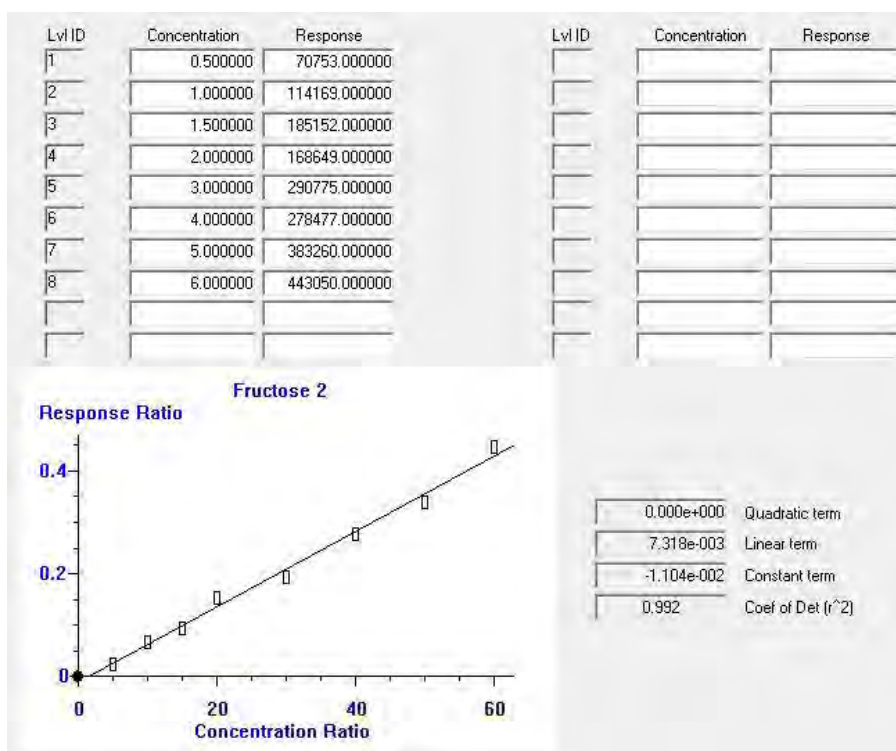 Lvl ID Concentration Response Lvl ID Concentration Response
1 0.500000 70753.000000
2 1.000000 114169.000000
3 1.500000 185152.000000
4 2.000000 168649.000000
5 3.000000 290775.000000
6 4.000000 278477.000000
7 5.000000 383260.000000
8 6.000000 443050.000000
Fructose 2
Response Ratio
0.4
0.2
0
0 20 40 60
Concentration Ratio
0.000e+000 Quadratic term
7.318e-003 Linear term
-1.104e-002 Constant term
0.992 Coef of Det (r^2)